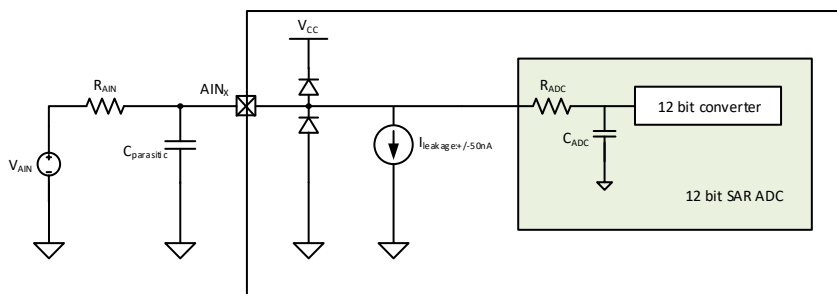 V_CC
R_AIN
AIN_X
R_ADC
12 bit converter
C_parasitic
I_leakage:+/-50nA
C_ADC
V_AIN
12 bit SAR ADC